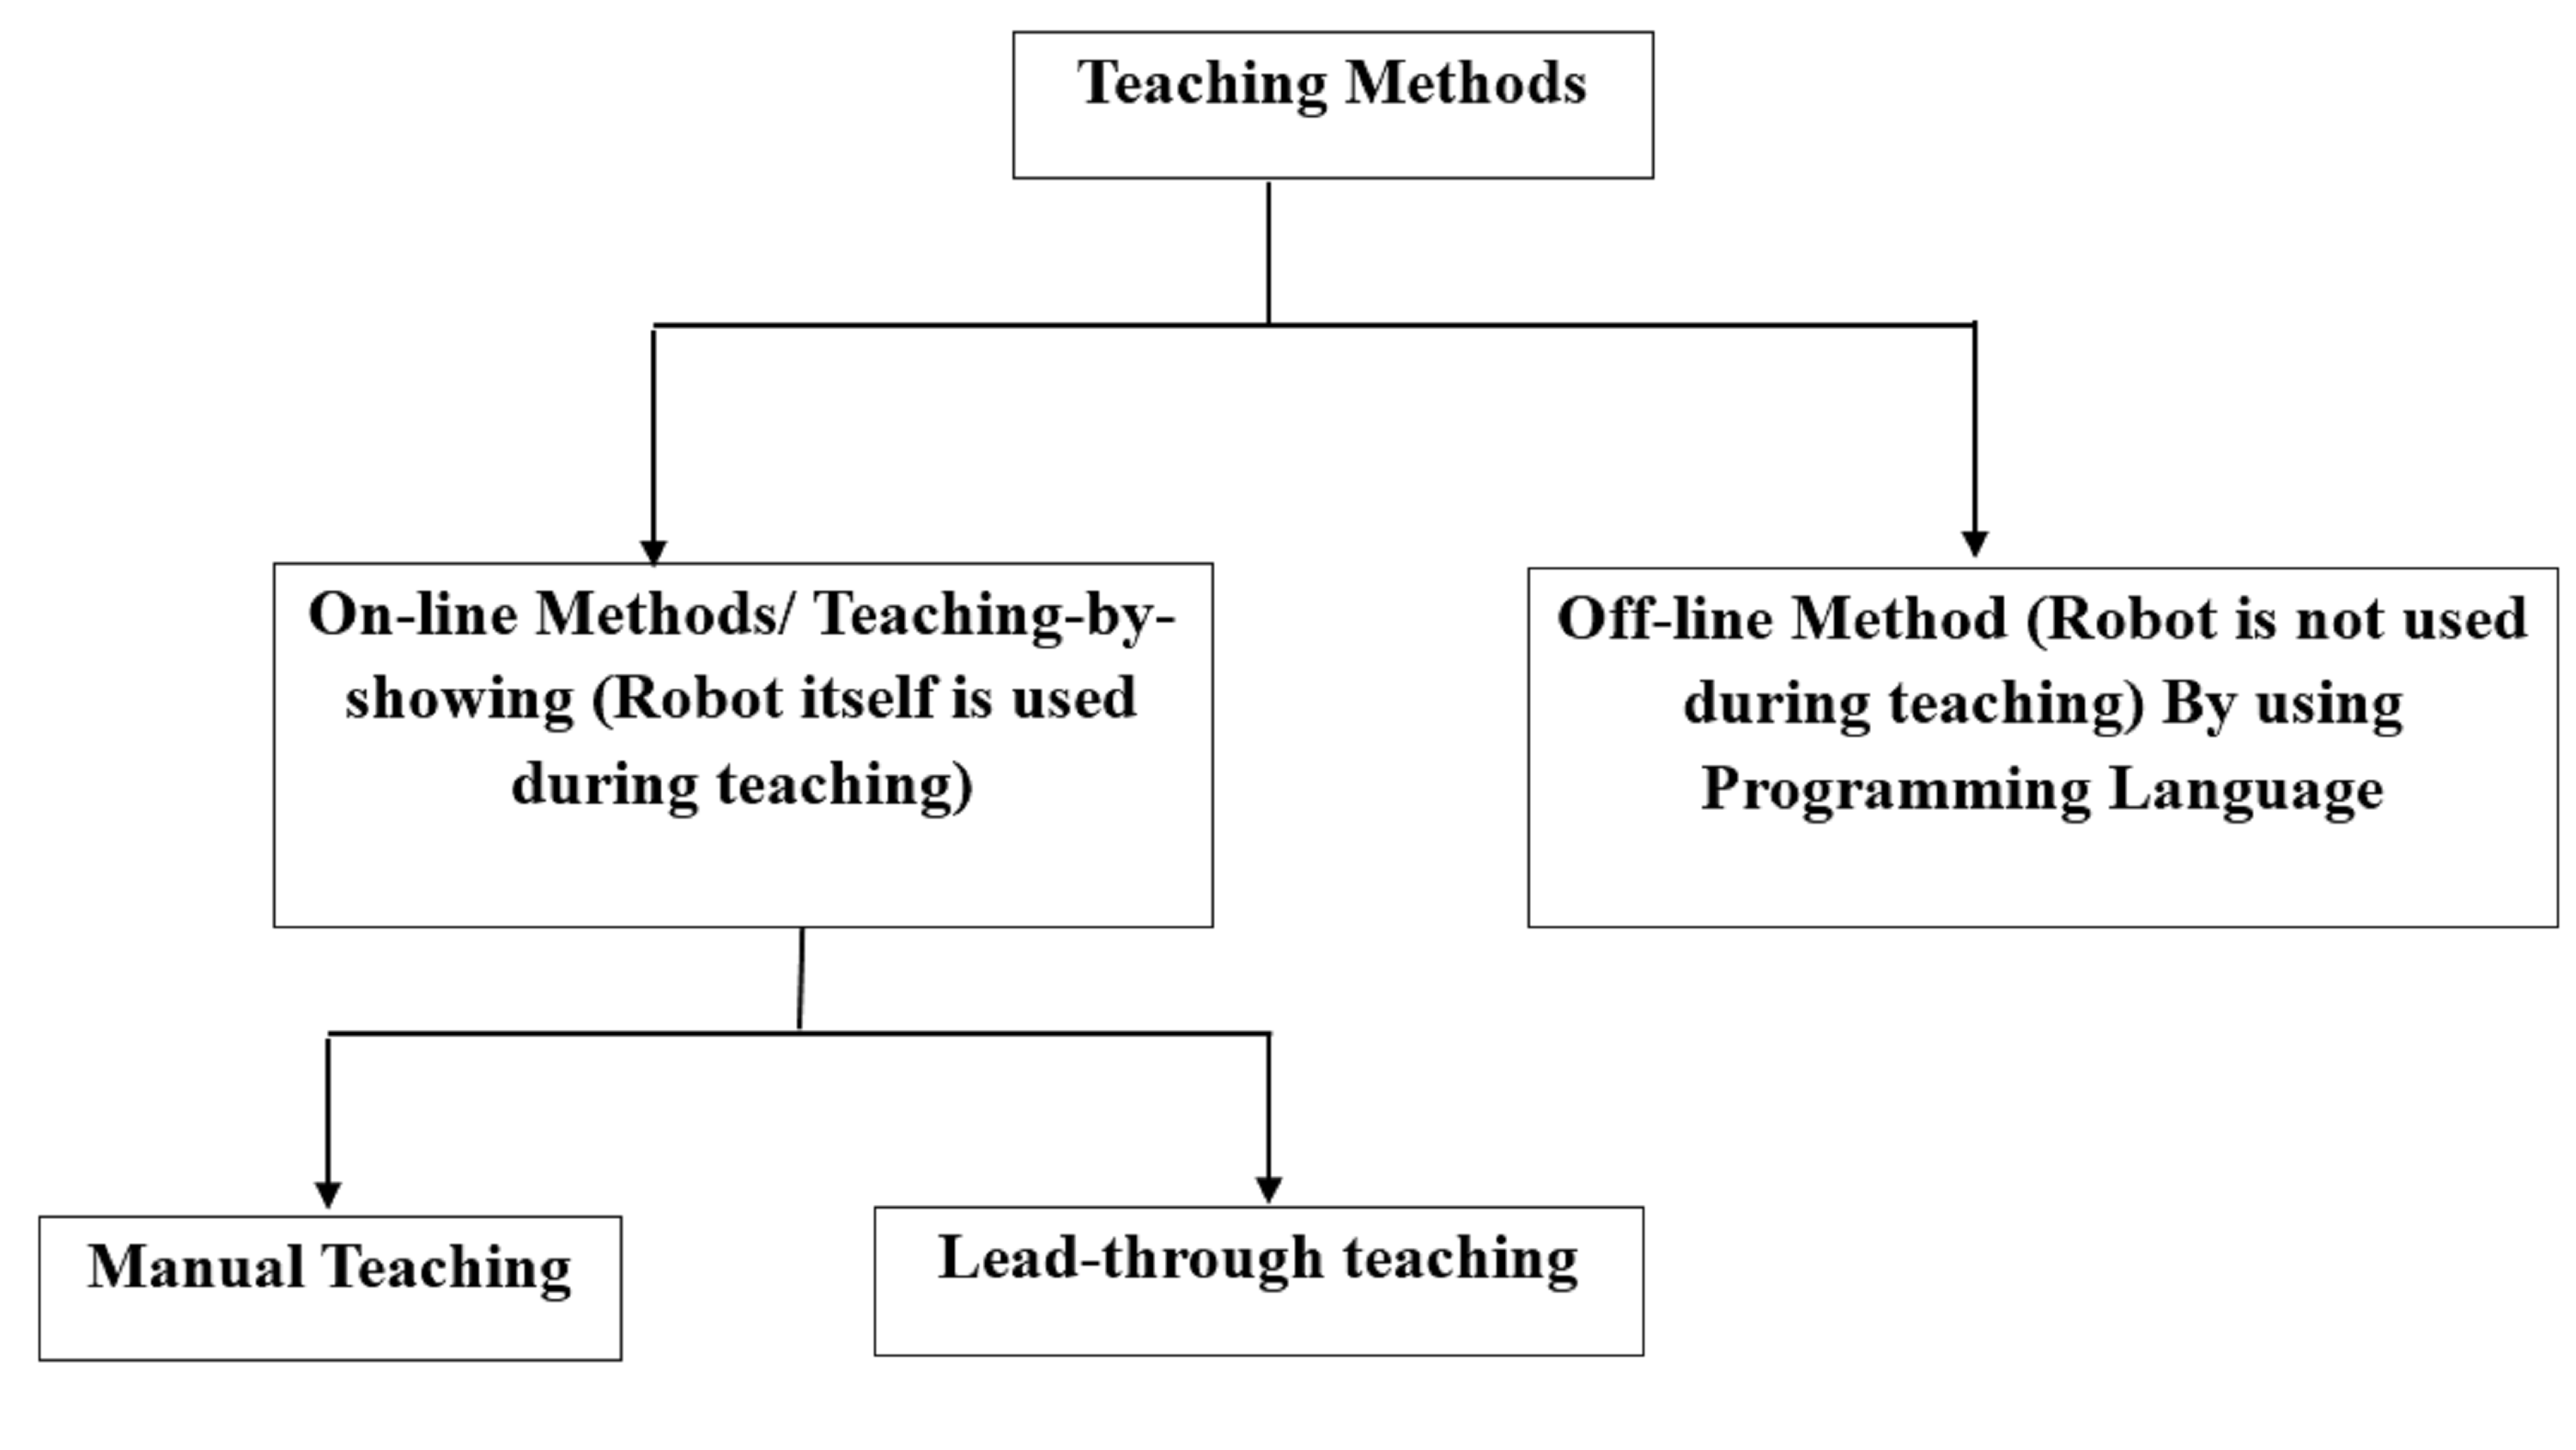 Teaching Methods
On-line Methods/ Teaching-by-
showing (Robot itself is used
during teaching)
Off-line Method (Robot is not used
during teaching) By using
Programming Language
Manual Teaching
Lead-through teaching